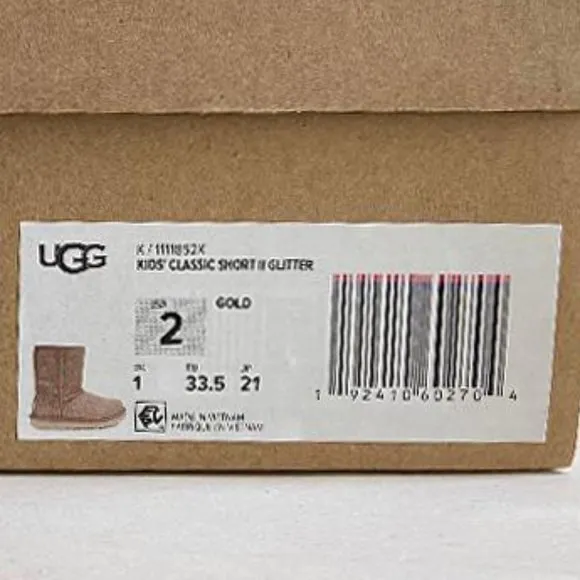 UGG
K / 1111852K
KIDS' CLASSIC SHORT II GLITTER
USA
2
GOLD
UK EU JP
1 33.5 21
MADE IN VIETNAM
FABRIQUÉ EN VIETNAM
1 92410 60270 4